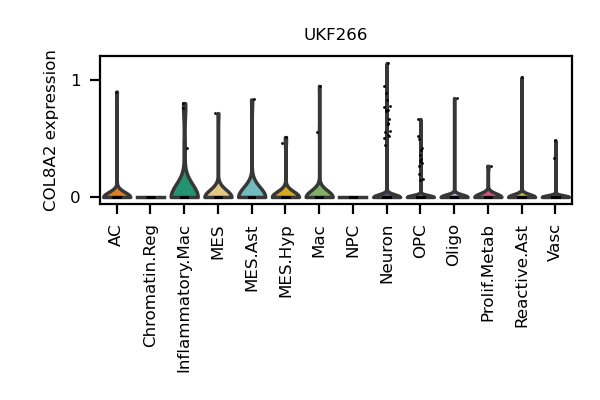 UKF266
COL8A2 expression
1
0
AC
Chromatin.Reg
Inflammatory.Mac
MES
MES.Ast
MES.Hyp
Mac
NPC
Neuron
OPC
Oligo
Prolif.Metab
Reactive.Ast
Vasc